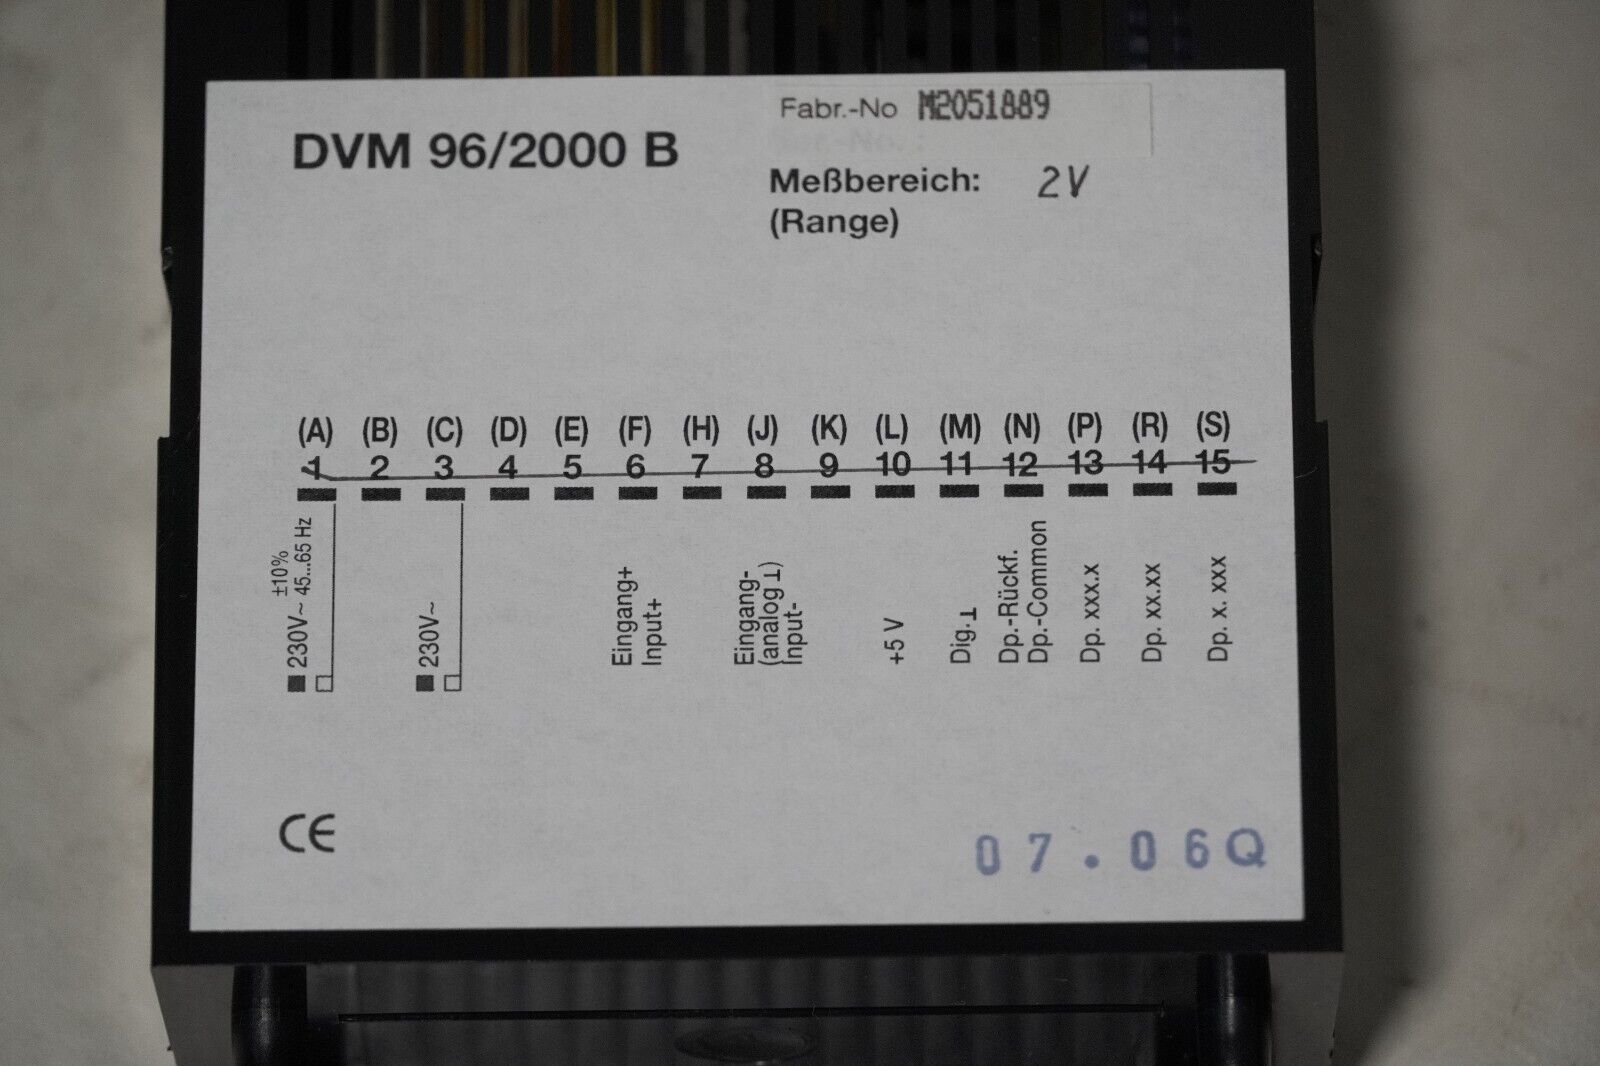 Fabr.-No M2051889
DVM 96/2000 B
Meßbereich: 2V
(Range)
(A) (B) (C) (D) (E) (F) (H) (J) (K) (L) (M) (N) (P) (R) (S)
1 2 3 4 5 6 7 8 9 10 11 12 13 14 15
230V~ ±10% 45...65 Hz
230V~
Eingang+
Input+
Eingang-
(analog⊥)
Input-
+5 V
Dig.⊥
Dp.-Rückf.
Dp.-Common
Dp. xxx.x
Dp. xx.xx
Dp. x. xxx
CE
07.06Q